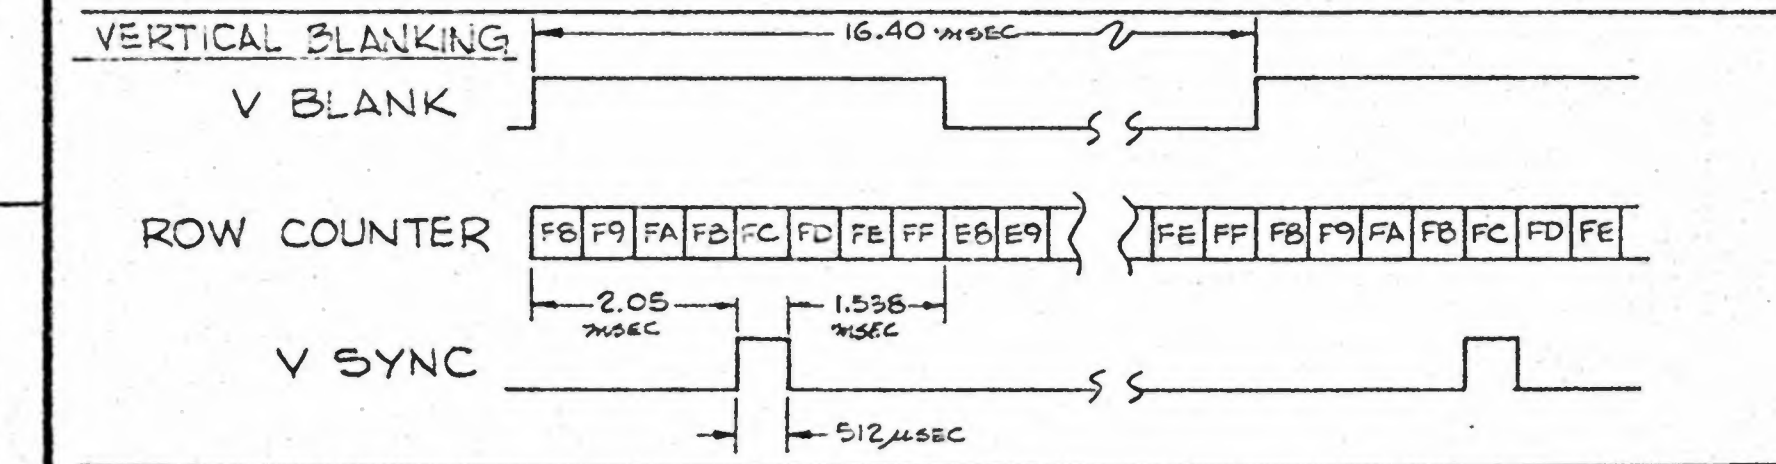 VERTICAL BLANKING
16.40 MSEC
V BLANK
ROW COUNTER
F8 F9 FA FB FC FD FE FF E8 E9 FE FF F8 F9 FA FB FC FD FE
2.05 MSEC
1.538 MSEC
V SYNC
512 µSEC